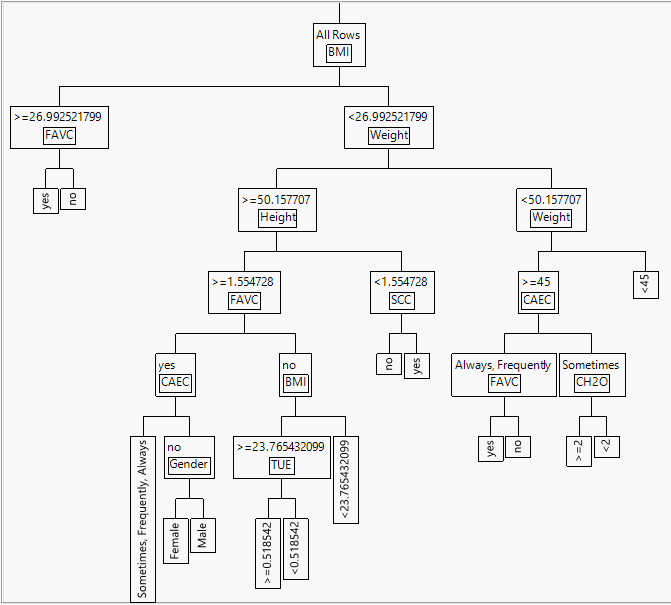 All Rows
BMI
>=26.992521799
FAVC
<26.992521799
Weight
yes
no
>=50.157707
Height
<50.157707
Weight
>=1.554728
FAVC
<1.554728
SCC
>=45
CAEC
<45
yes
CAEC
no
BMI
no
yes
Always, Frequently
FAVC
Sometimes
CH2O
Sometimes, Frequently, Always
no
Gender
>=23.765432099
TUE
<23.765432099
yes
no
>=2
<2
Female
Male
>=0.518542
<0.518542